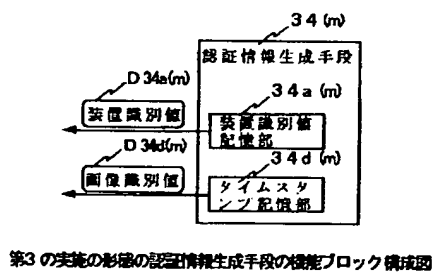 34(m)
認証情報生成手段
D34a(m)
34a(m)
装置識別値
装置識別値
記憶部
D34d(m)
34d(m)
画像識別値
タイムスタ
ンプ記憶部
第3の実施の形態の認証情報生成手段の機能ブロック構成図